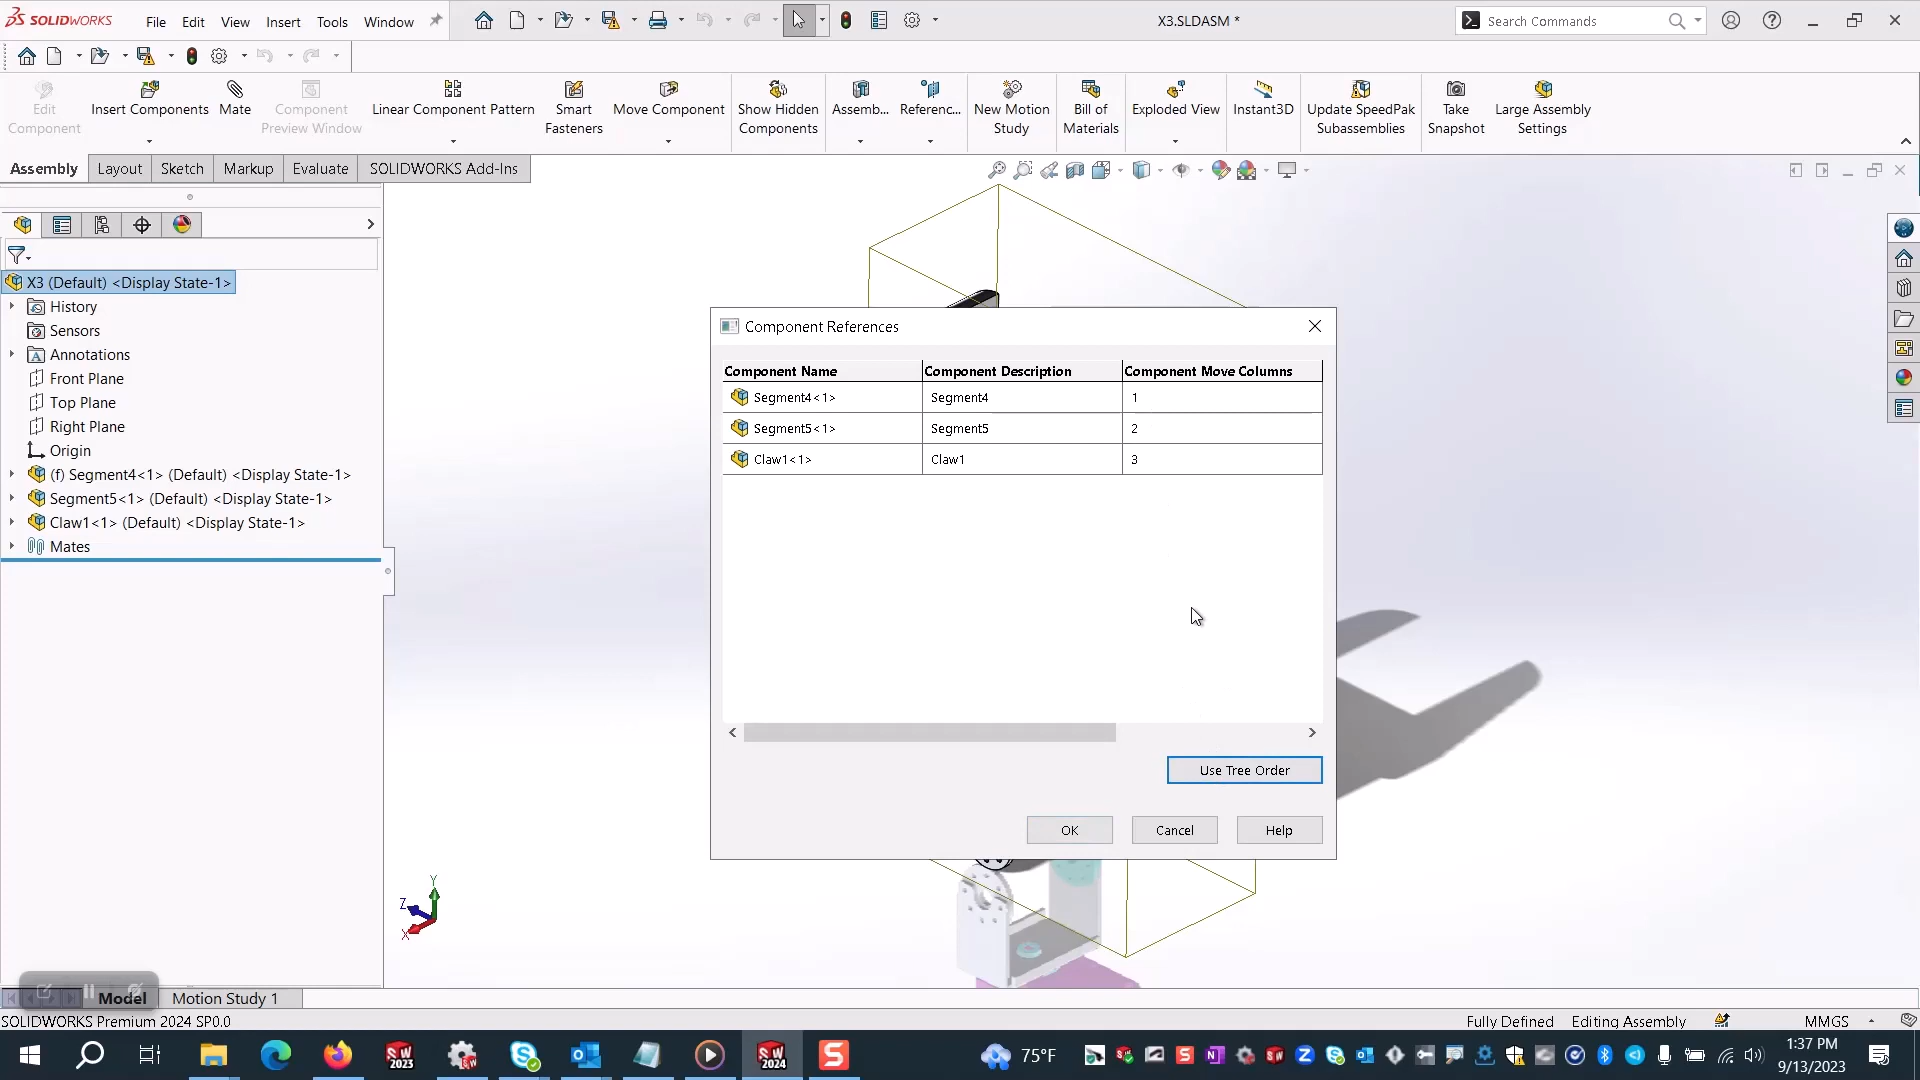 SOLIDWORKS File Edit View Insert Tools Window X3.SLDASM * Search Commands
Edit Component
Insert Components
Mate
Component Preview Window
Linear Component Pattern
Smart Fasteners
Move Component
Show Hidden Components
Assemb...
Referenc...
New Motion Study
Bill of Materials
Exploded View
Instant3D
Update SpeedPak Subassemblies
Take Snapshot
Large Assembly Settings
Assembly Layout Sketch Markup Evaluate SOLIDWORKS Add-Ins
X3 (Default) <Display State-1>
History
Sensors
Annotations
Front Plane
Top Plane
Right Plane
Origin
(f) Segment4<1> (Default) <Display State-1>
Segment5<1> (Default) <Display State-1>
Claw1<1> (Default) <Display State-1>
Mates
Component References
Component Name Component Description Component Move Columns
Segment4<1> Segment4 1
Segment5<1> Segment5 2
Claw1<1> Claw1 3
Use Tree Order
OK Cancel Help
Y
Z
X
Model Motion Study 1
SOLIDWORKS Premium 2024 SP0.0 Fully Defined Editing Assembly MMGS
75°F 1:37 PM
9/13/2023
SW 2023
SW 2024